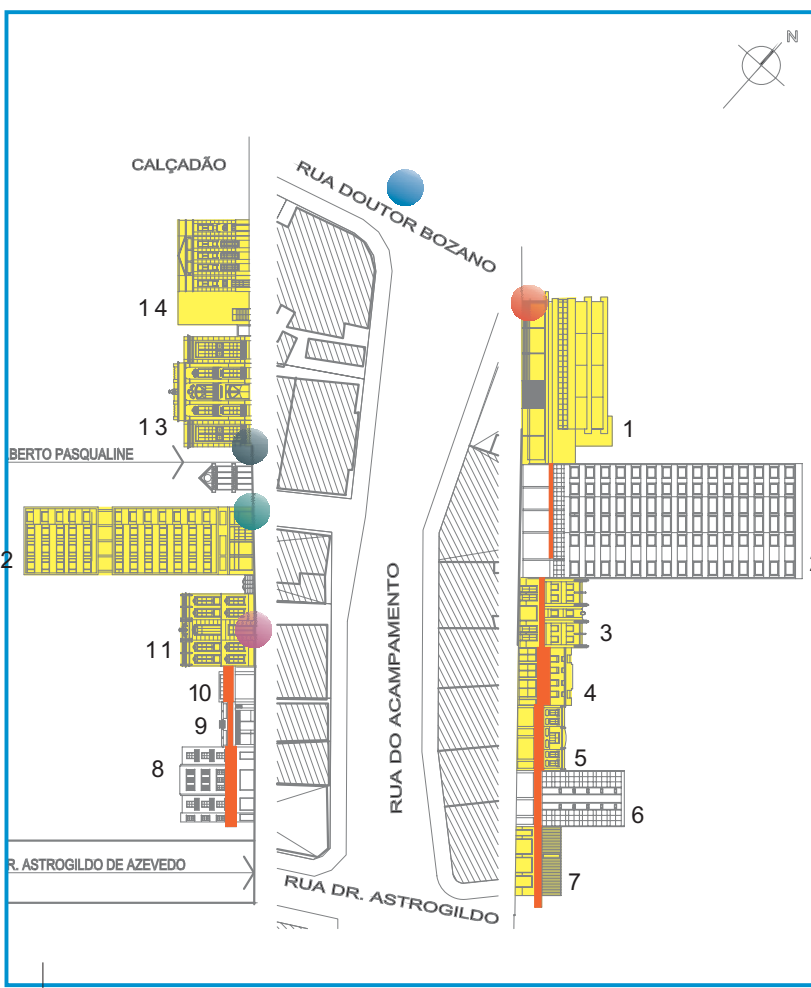 N
CALÇADÃO
RUA DOUTOR BOZANO
14
13
1
BERTO PASQUALINE
2
3
11
4
10
9
5
8
6
RUA DO ACAMPAMENTO
7
R. ASTROGILDO DE AZEVEDO
RUA DR. ASTROGILDO